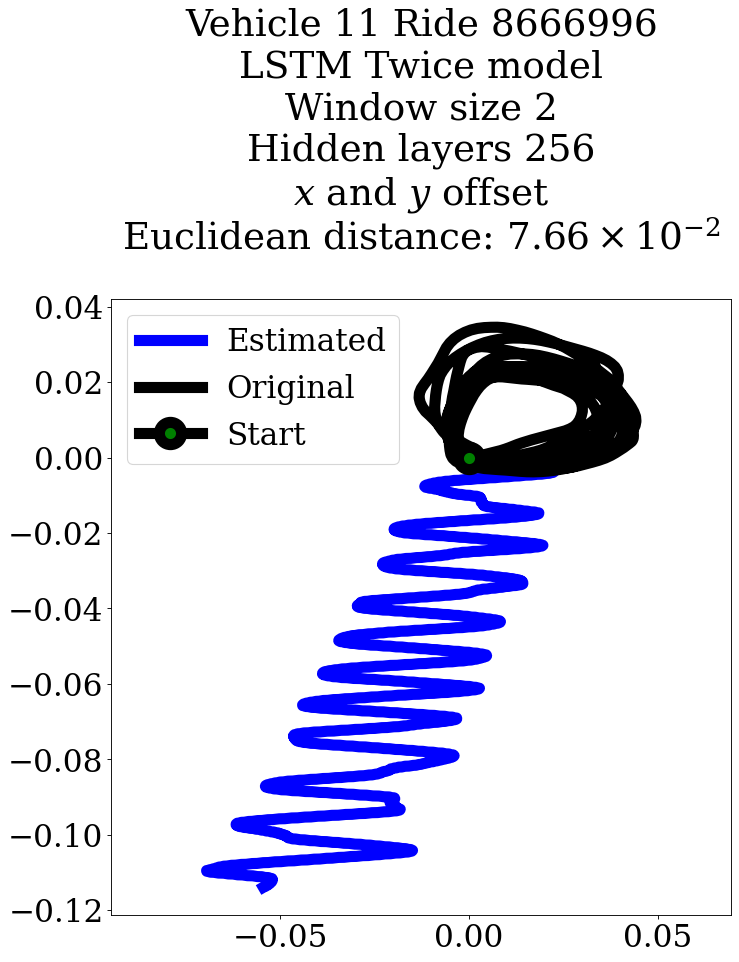 Vehicle 11 Ride 8666996
LSTM Twice model
Window size 2
Hidden layers 256
x and y offset
Euclidean distance: 7.66 × 10⁻²
0.04
0.02
0.00
−0.02
−0.04
−0.06
−0.08
−0.10
−0.12
Estimated
Original
Start
−0.05 0.00 0.05